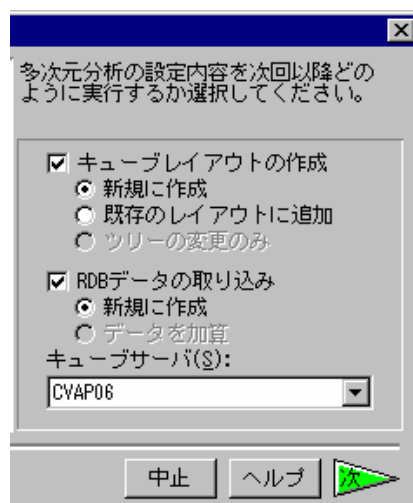 多次元分析の設定内容を次回以降どの
ように実行するか選択してください。
キューブレイアウトの作成
新規に作成
既存のレイアウトに追加
ツリーの変更のみ
RDBデータの取り込み
新規に作成
データを加算
キューブサーバ(S):
CVAP06
中止 ヘルプ 次